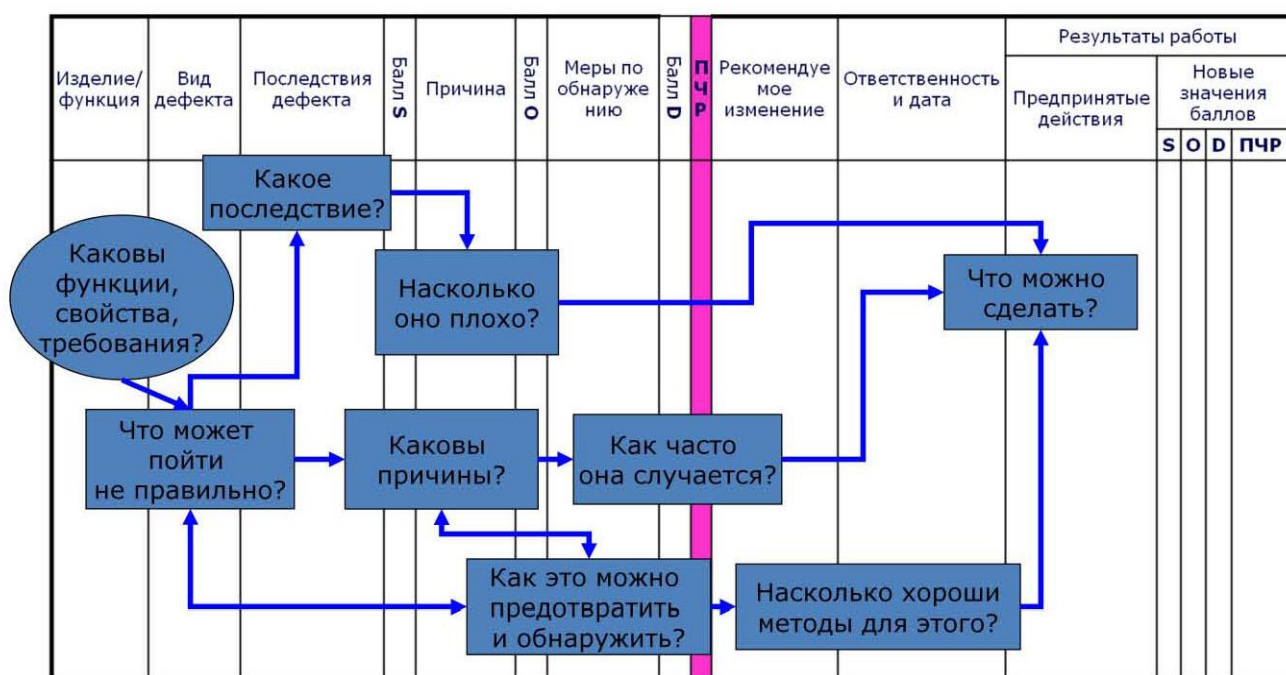 Изделие/
функция
Вид
дефекта
Последствия
дефекта
Балл S
Причина
Балл O
Меры по
обнаруже
нию
Балл D
ПЧР
Рекомендуе
мое
изменение
Ответственность
и дата
Результаты работы
Предпринятые
действия
Новые
значения
баллов
S O D ПЧР
Какое
последствие?
Каковы
функции,
свойства,
требования?
Насколько
оно плохо?
Что можно
сделать?
Что может
пойти
не правильно?
Каковы
причины?
Как часто
она случается?
Как это можно
предотвратить
и обнаружить?
Насколько хороши
методы для этого?